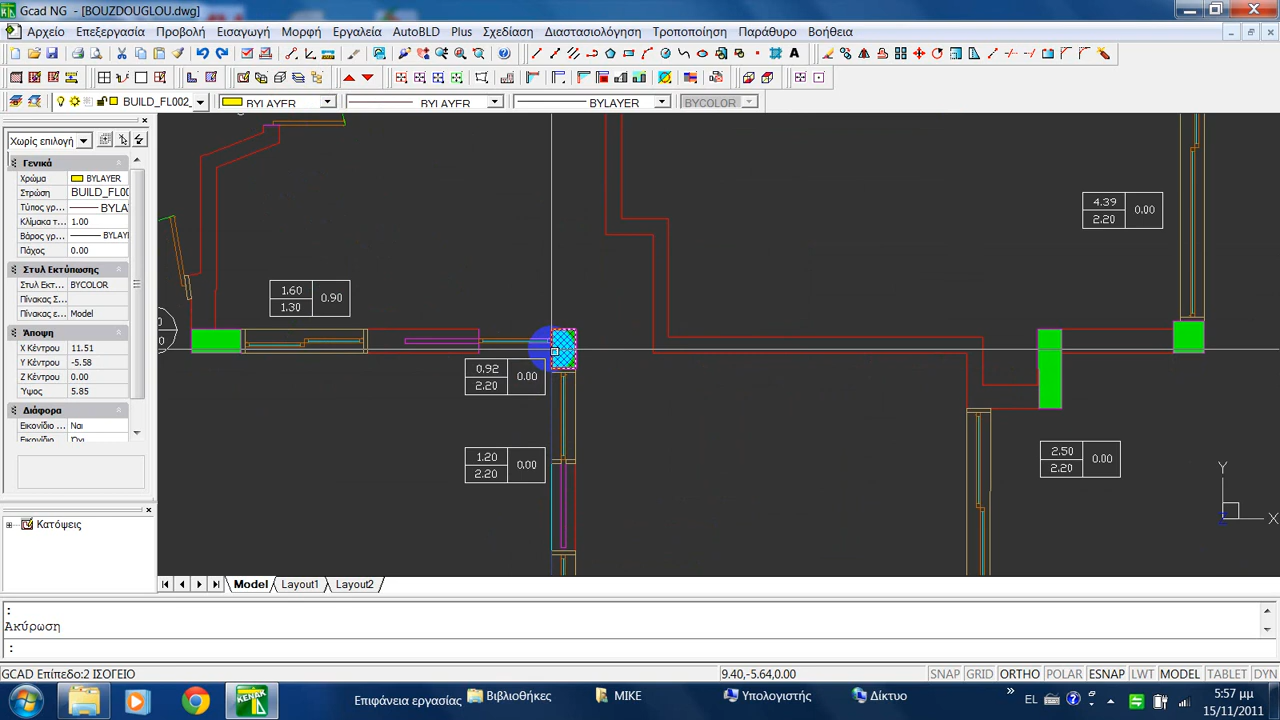 Gcad NG - [BOUZDOUGLOU.dwg]
Αρχείο Επεξεργασία Προβολή Εισαγωγή Μορφή Εργαλεία AutoBLD Plus Σχεδίαση Διαστασιολόγηση Τροποποίηση Παράθυρο Βοήθεια
BUILD_FL002_ BYLAYER BYLAYER BYLAYER BYCOLOR
Χωρίς επιλογή
Γενικά
Χρώμα BYLAYER
Στρώση BUILD_FL00
Τύπος γρ... BYLA
Κλίμακα τ... 1.00
Βάρος γρ... BYLAY
Πάχος 0.00
Στυλ Εκτύπωσης
Στυλ Εκτ... BYCOLOR
Πίνακας Σ...
Πίνακας ε... Model
Άποψη
X Κέντρου 11.51
Y Κέντρου -5.58
Z Κέντρου 0.00
Ύψος 5.85
Διάφορα
Εικονίδιο ... Ναι
Κατόψεις
4.39
2.20 0.00
1.60
1.30 0.90
0.92
2.20 0.00
1.20
2.20 0.00
2.50
2.20 0.00
Y
X
Z
Model Layout1 Layout2
:
Ακύρωση
:
GCAD Επίπεδο:2 ΙΣΟΓΕΙΟ 9.40,-5.64,0.00 SNAP GRID ORTHO POLAR ESNAP LWT MODEL TABLET DYN
KENAK Επιφάνεια εργασίας Βιβλιοθήκες MIKE Υπολογιστής Δίκτυο » EL 5:57 μμ
15/11/2011